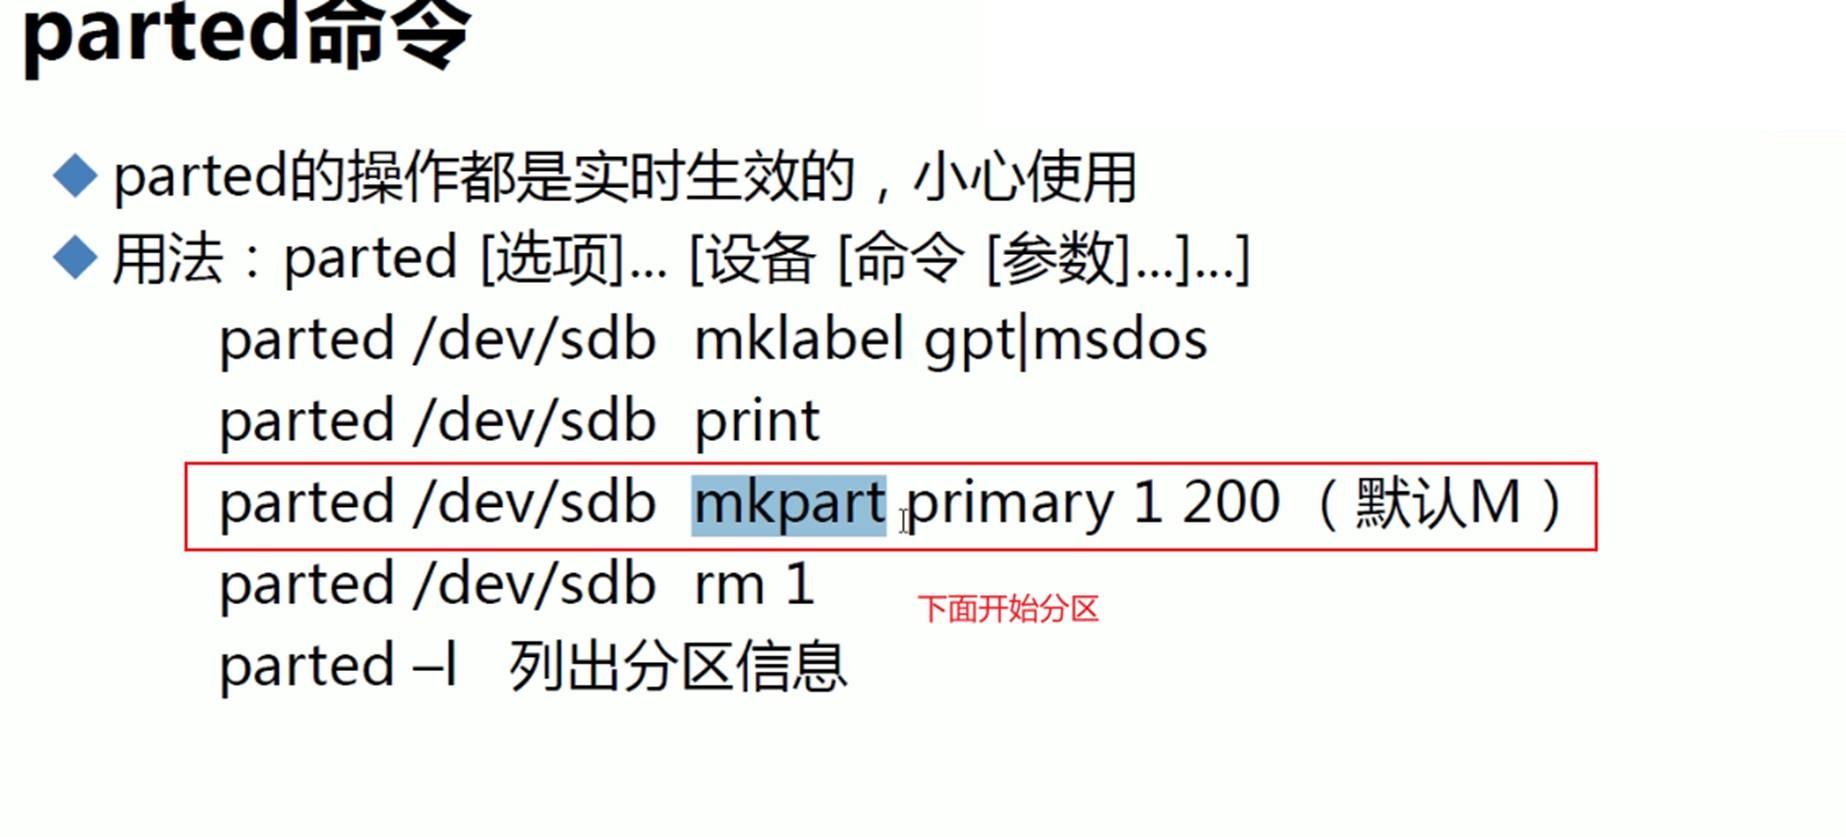 parted命令
parted的操作都是实时生效的，小心使用
用法：parted [选项]... [设备 [命令 [参数]...]...]
parted /dev/sdb mklabel gpt|msdos
parted /dev/sdb print
parted /dev/sdb mkpart primary 1 200 （默认M）
parted /dev/sdb rm 1
下面开始分区
parted –l 列出分区信息